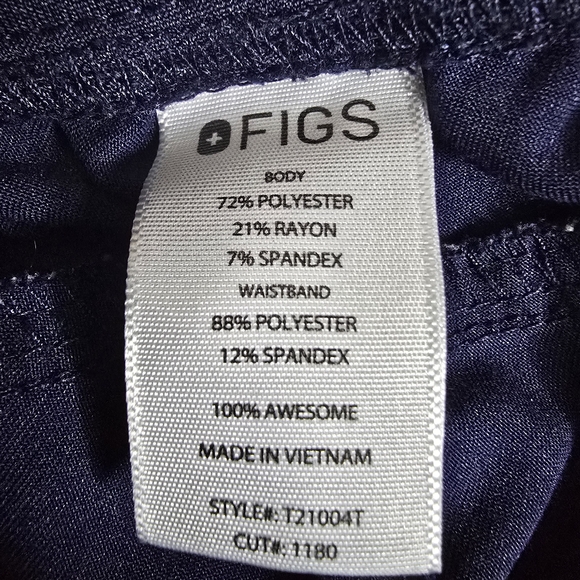 FIGS
BODY
72% POLYESTER
21% RAYON
7% SPANDEX
WAISTBAND
88% POLYESTER
12% SPANDEX
100% AWESOME
MADE IN VIETNAM
STYLE#: T21004T
CUT#: 1180